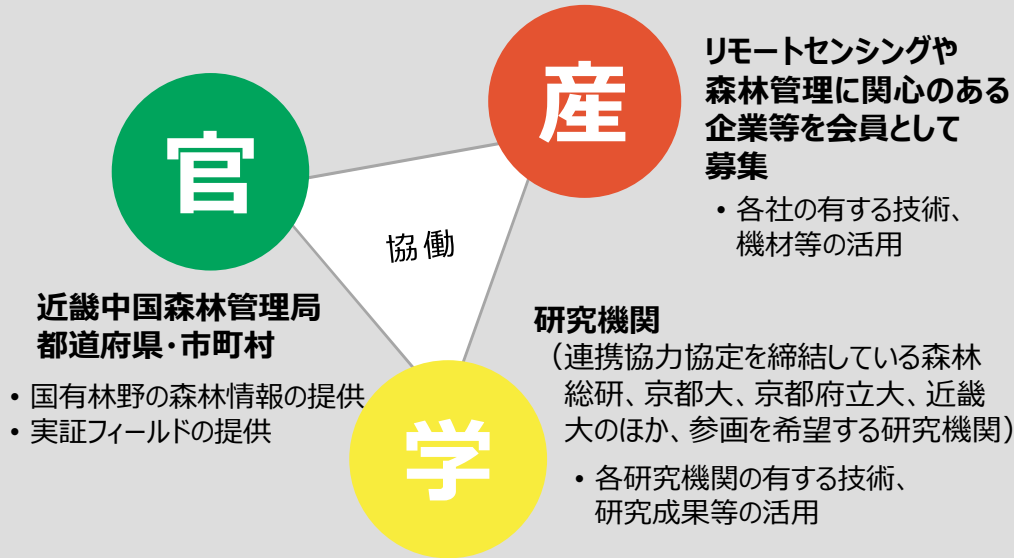 産
リモートセンシングや
森林管理に関心のある
企業等を会員として
募集
• 各社の有する技術、
機材等の活用
官
協働
近畿中国森林管理局
都道府県・市町村
• 国有林野の森林情報の提供
• 実証フィールドの提供
学
研究機関
（連携協力協定を締結している森林
総研、京都大、京都府立大、近畿
大のほか、参画を希望する研究機関）
• 各研究機関の有する技術、
研究成果等の活用